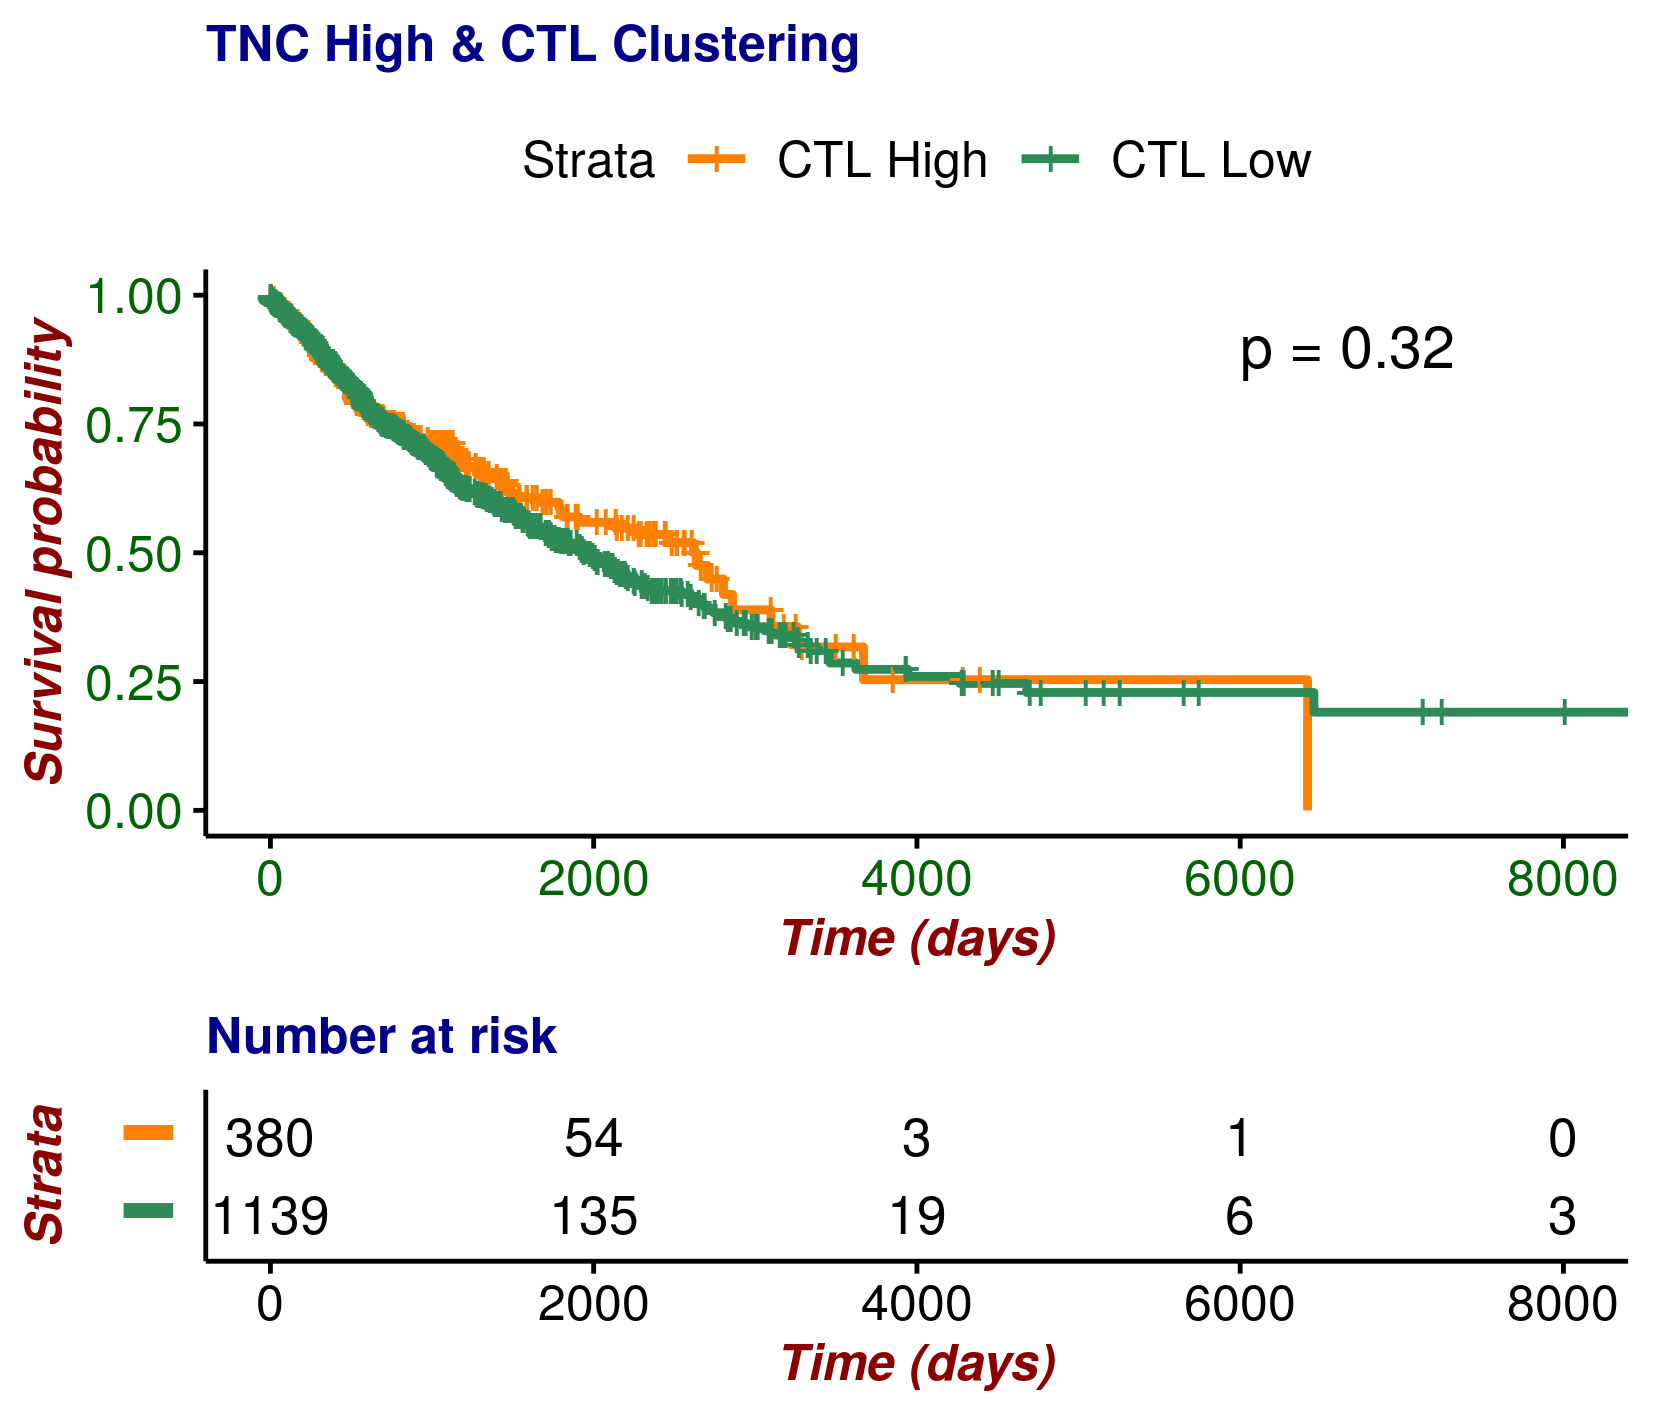 TNC High & CTL Clustering
Strata CTL High CTL Low
Survival probability
1.00
0.75
0.50
0.25
0.00
p = 0.32
0 2000 4000 6000 8000
Time (days)
Number at risk
Strata
380 54 3 1 0
1139 135 19 6 3
0 2000 4000 6000 8000
Time (days)